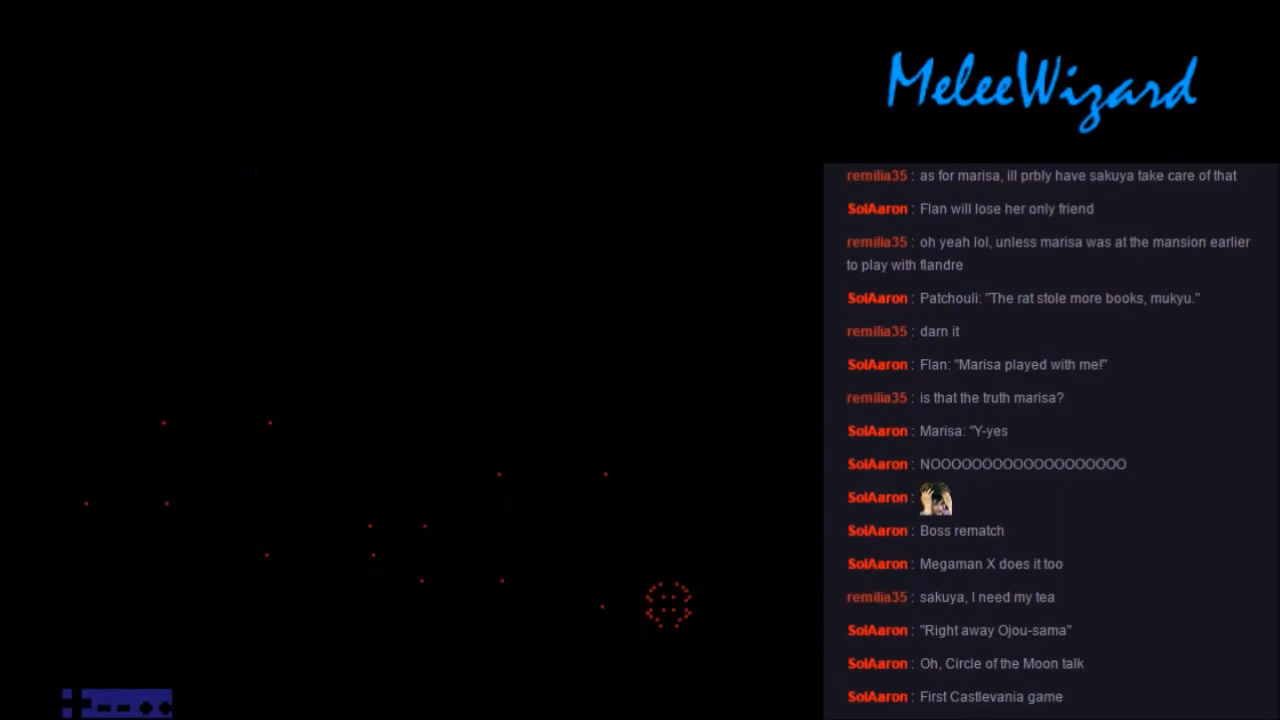 MeleeWizard
remilia35 : as for marisa, ill prbly have sakuya take care of that
SolAaron : Flan will lose her only friend
remilia35 : oh yeah lol, unless marisa was at the mansion earlier
to play with flandre
SolAaron : Patchouli: "The rat stole more books, mukyu."
remilia35 : darn it
SolAaron : Flan: "Marisa played with me!"
remilia35 : is that the truth marisa?
SolAaron : Marisa: "Y-yes
SolAaron : NOOOOOOOOOOOOOOOOOOO
SolAaron :
SolAaron : Boss rematch
SolAaron : Megaman X does it too
remilia35 : sakuya, I need my tea
SolAaron : "Right away Ojou-sama"
SolAaron : Oh, Circle of the Moon talk
SolAaron : First Castlevania game